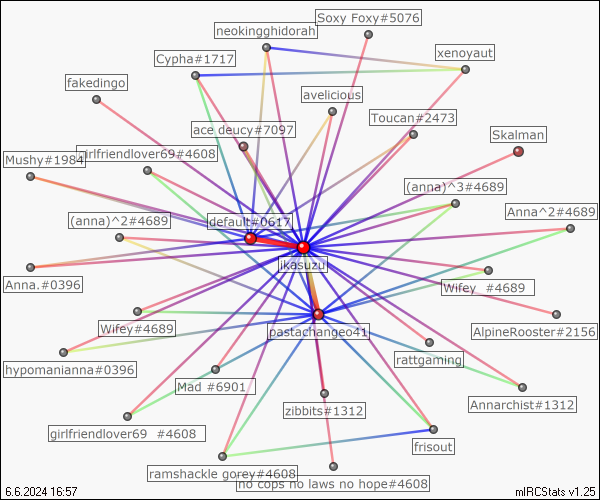 Soxy Foxy#5076
neokingghidorah
xenoyaut
Cypha#1717
fakedingo
avelicious
Toucan#2473
ace deucy#7097
Skalman
girlfriendlover69#4608
Mushy#1984
(anna)^3#4689
Anna^2#4689
(anna)^2#4689
default#0617
ikasuzu
Anna.#0396
Wifey_#4689
Wifey#4689
AlpineRooster#2156
pastachangeo41
rattgaming
hypomanianna#0396
Mad #6901
Annarchist#1312
zibbits#1312
girlfriendlover69 #4608
frisout
ramshackle gorey#4608
no cops no laws no hope#4608
6.6.2024 16:57
mIRCStats v1.25